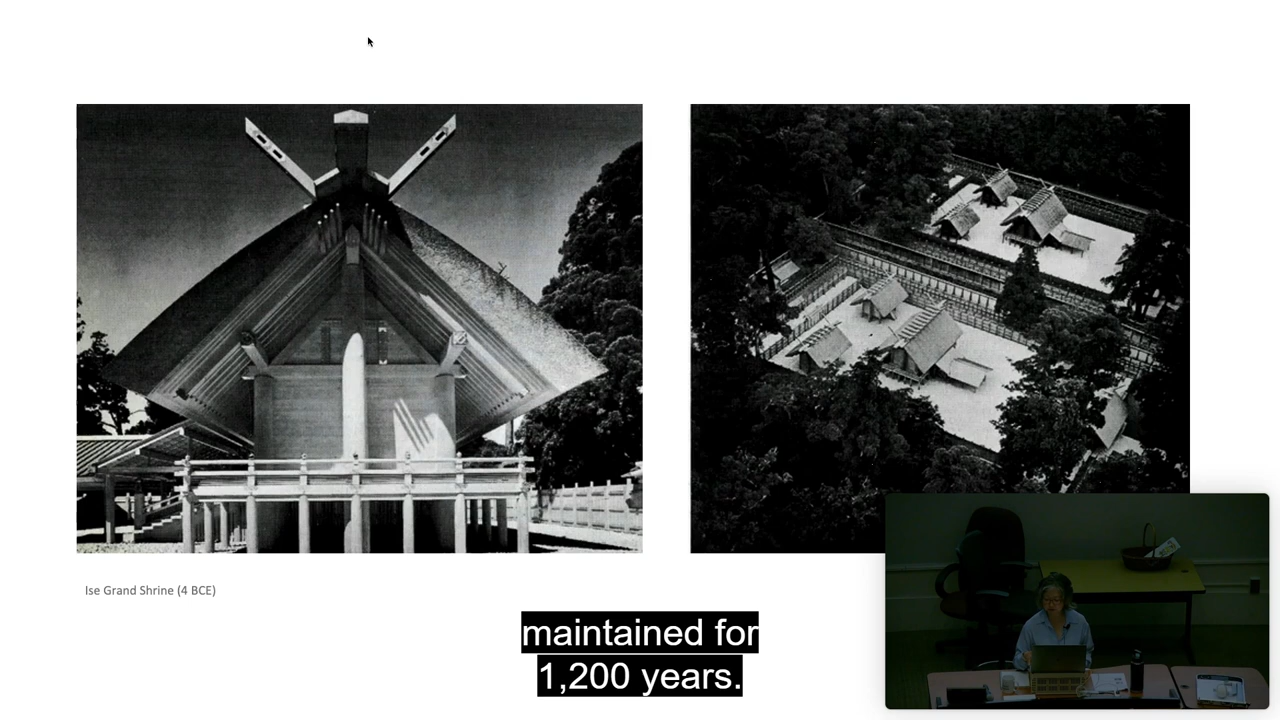 Ise Grand Shrine (4 BCE)
maintained for
1,200 years.